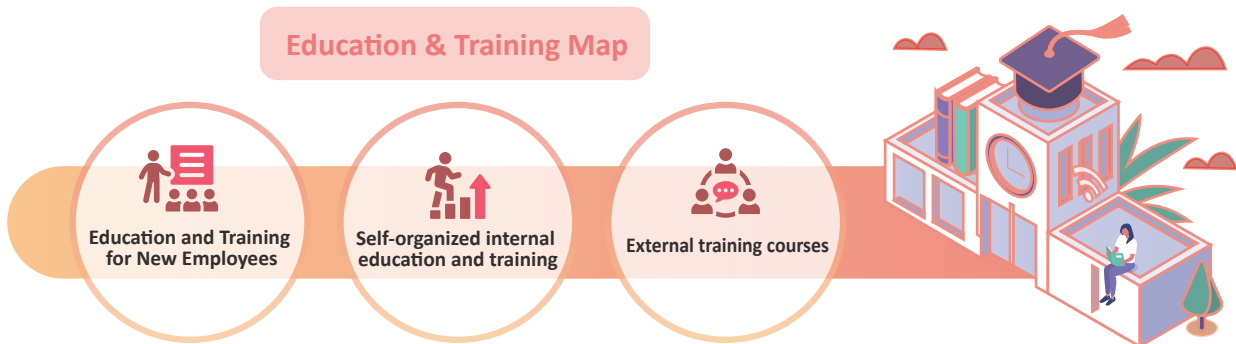 Education & Training Map
Education and Training
for New Employees
Self-organized internal
education and training
External training courses